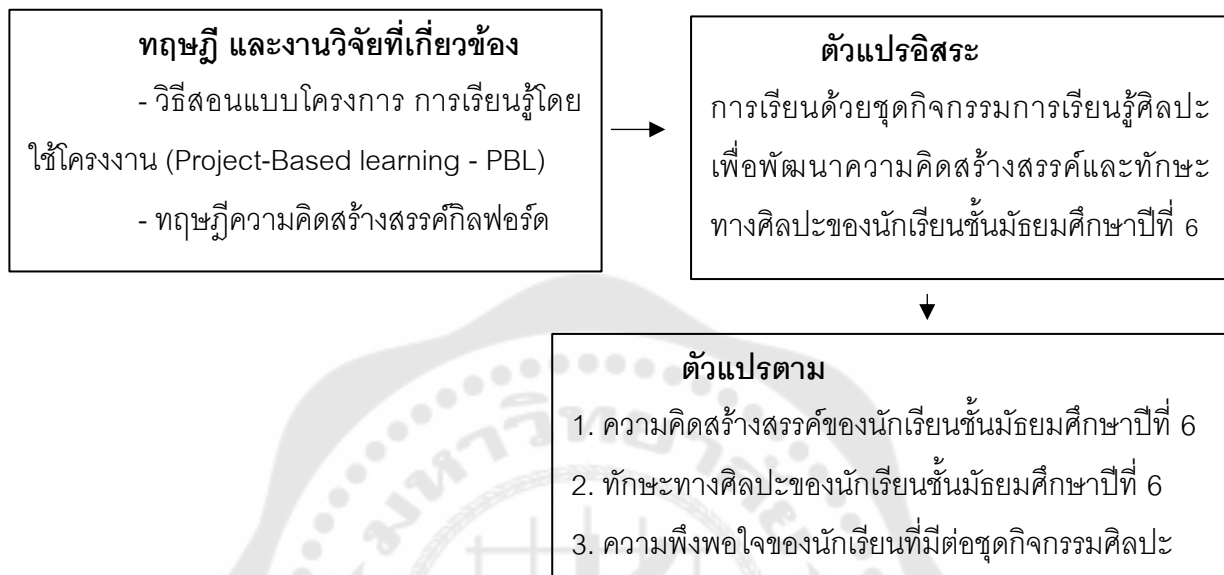 ทฤษฎี และงานวิจัยที่เกี่ยวข้อง
- วิธีสอนแบบโครงการ การเรียนรู้โดย
ใช้โครงงาน (Project-Based learning - PBL)
- ทฤษฎีความคิดสร้างสรรค์กิลฟอร์ด
ตัวแปรอิสระ
การเรียนด้วยชุดกิจกรรมการเรียนรู้ศิลปะ
เพื่อพัฒนาความคิดสร้างสรรค์และทักษะ
ทางศิลปะของนักเรียนชั้นมัธยมศึกษาปีที่ 6
ตัวแปรตาม
1. ความคิดสร้างสรรค์ของนักเรียนชั้นมัธยมศึกษาปีที่ 6
2. ทักษะทางศิลปะของนักเรียนชั้นมัธยมศึกษาปีที่ 6
3. ความพึงพอใจของนักเรียนที่มีต่อชุดกิจกรรมศิลปะ